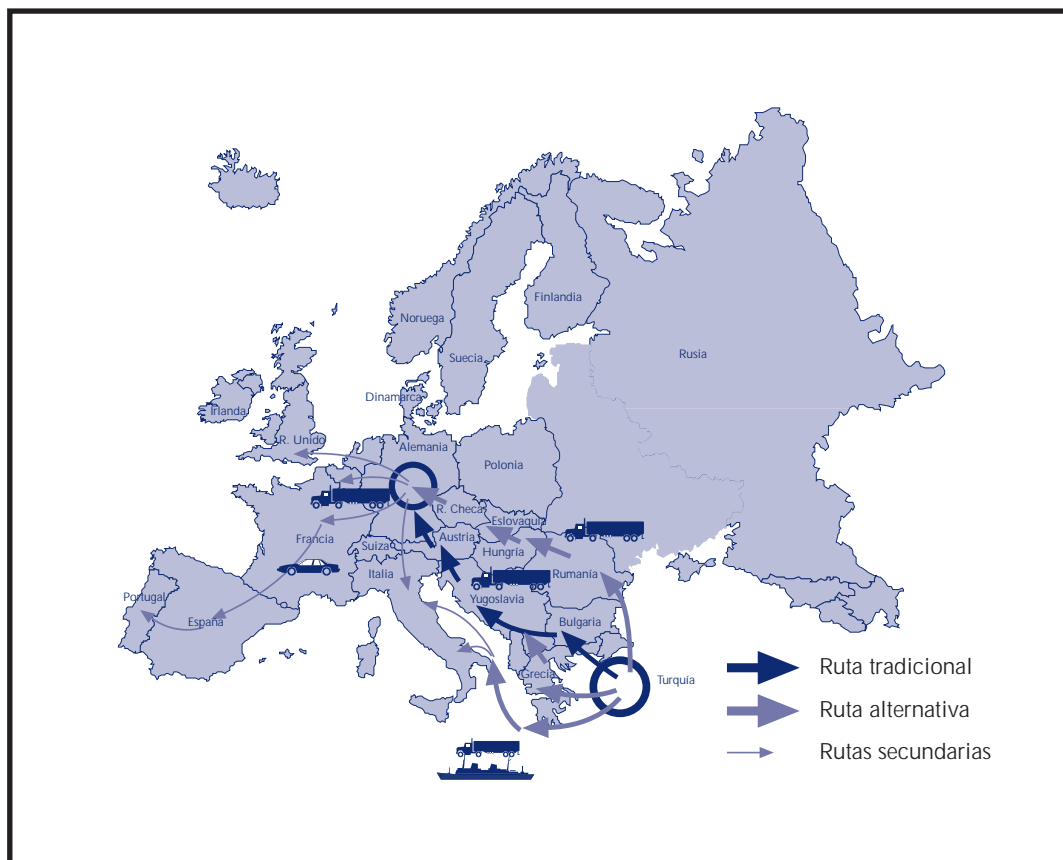 Finlandia
Noruega
Rusia
Suecia
Dinamarca
Irlanda
R. Unido
Alemania
Polonia
R. Checa
Eslovaquia
Francia
Suiza
Austria
Hungría
Italia
Rumanía
Portugal
España
Yugoslavia
Bulgaria
Grecia
Turquía
Ruta tradicional
Ruta alternativa
Rutas secundarias